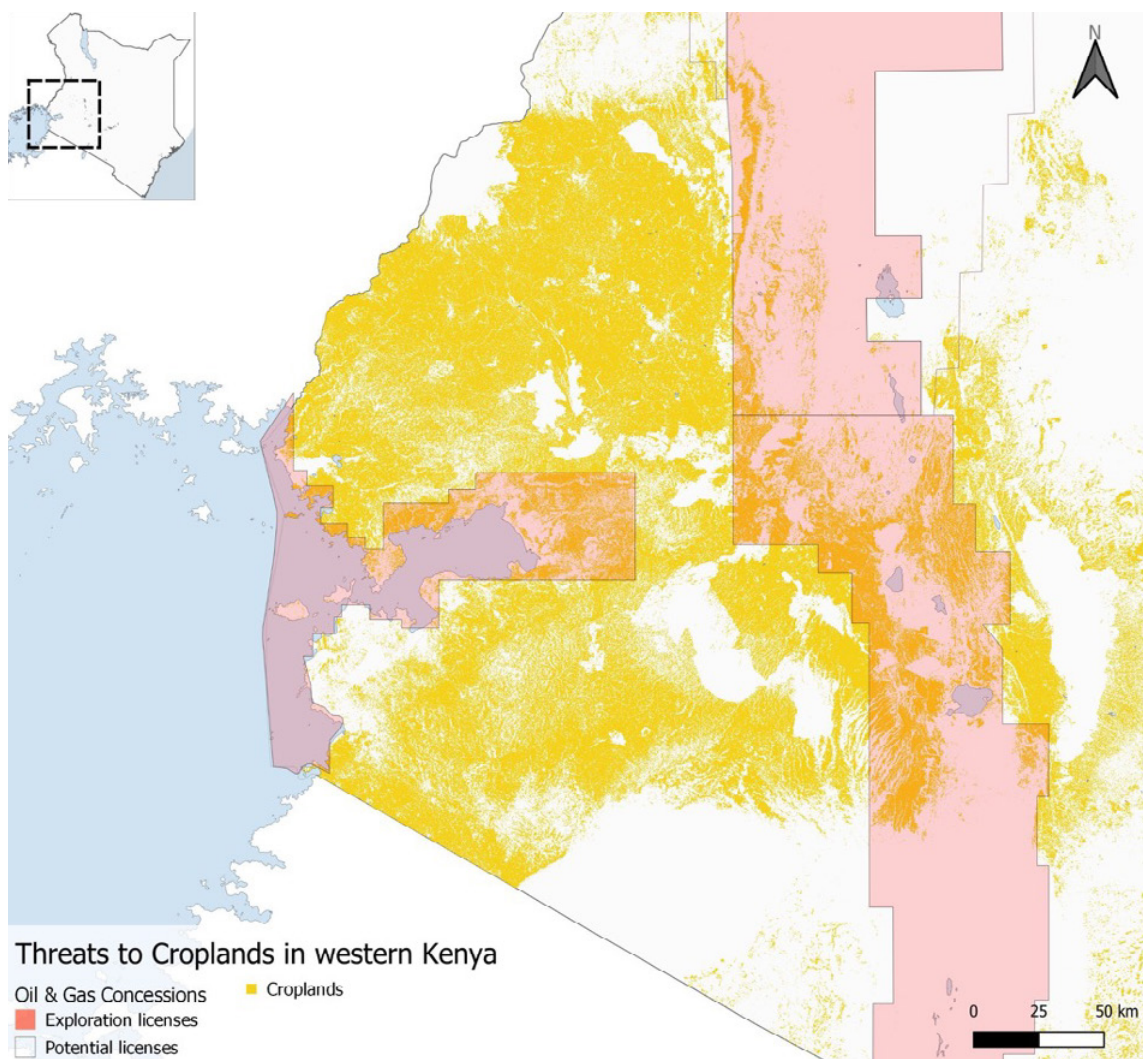 N
Threats to Croplands in western Kenya
Oil & Gas Concessions
Croplands
Exploration licenses
Potential licenses
0 25 50 km